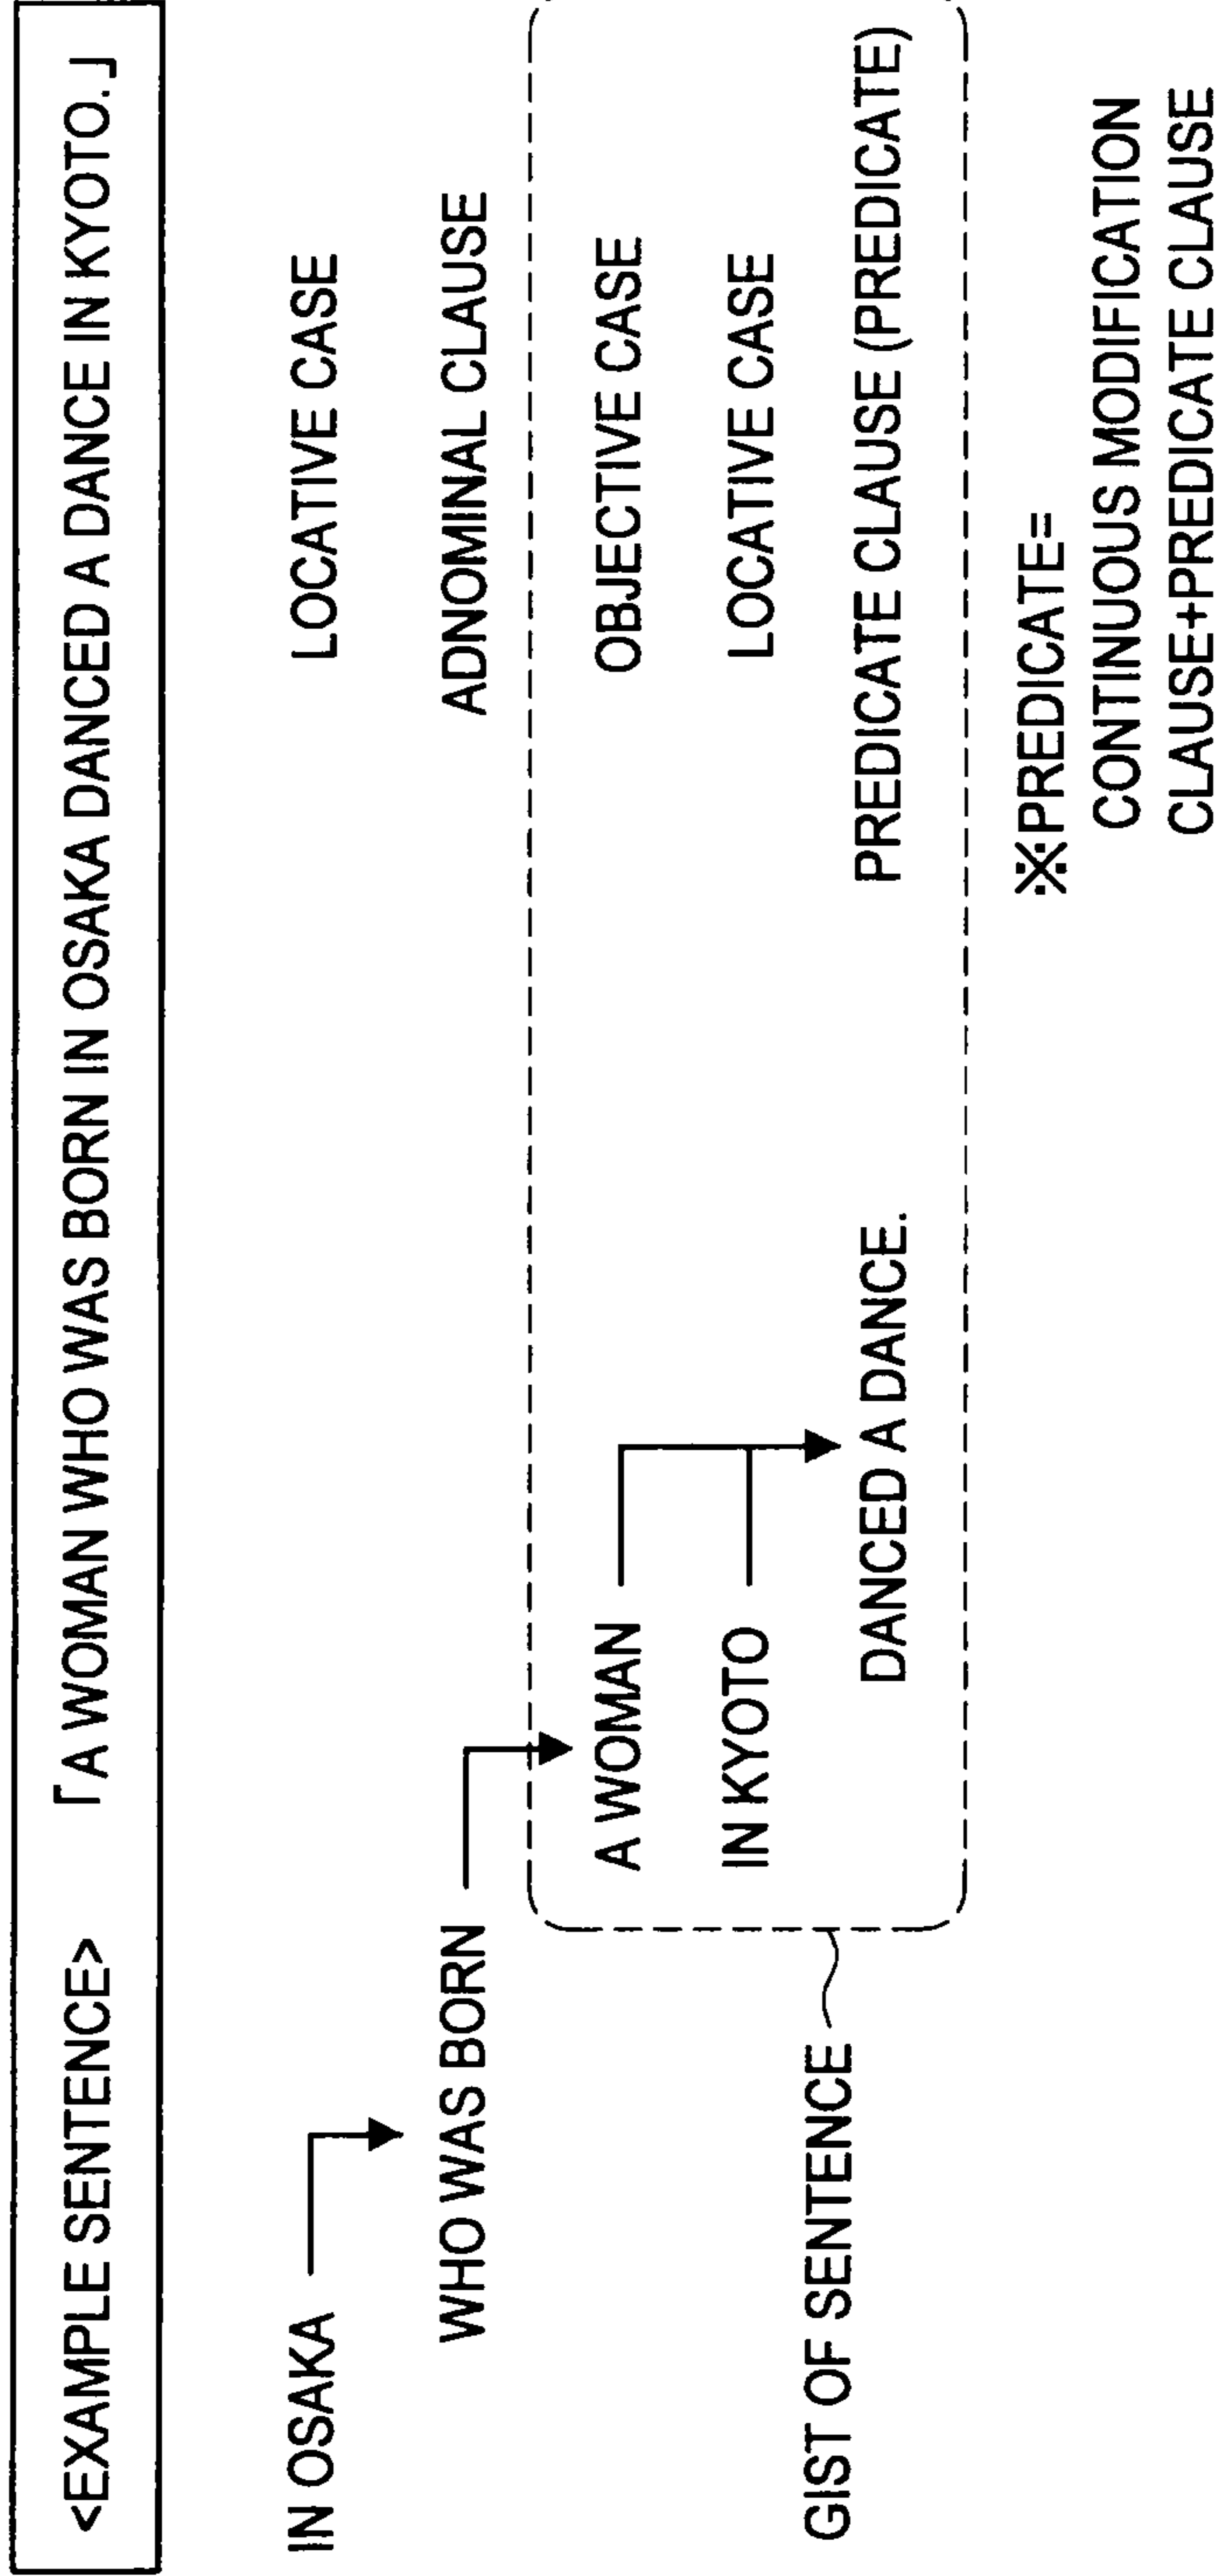 <EXAMPLE SENTENCE> 「A WOMAN WHO WAS BORN IN OSAKA DANCED A DANCE IN KYOTO.」
IN OSAKA LOCATIVE CASE
WHO WAS BORN ADNOMINAL CLAUSE
A WOMAN OBJECTIVE CASE
IN KYOTO LOCATIVE CASE
GIST OF SENTENCE
DANCED A DANCE. PREDICATE CLAUSE (PREDICATE)
※PREDICATE=
CONTINUOUS MODIFICATION
CLAUSE+PREDICATE CLAUSE